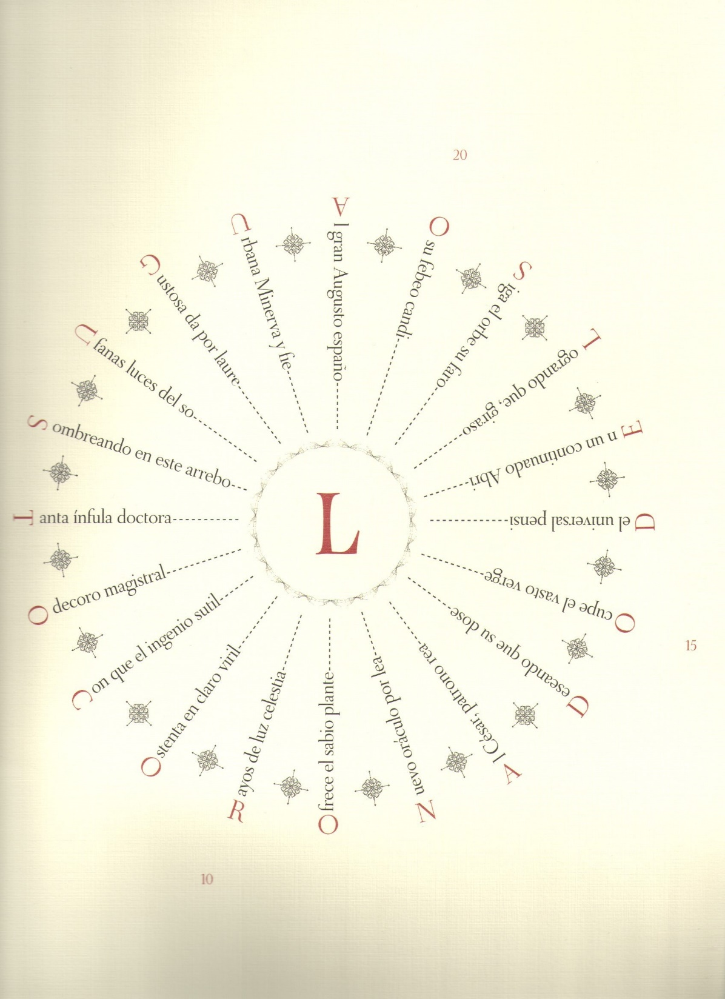 Al gran Augusto españo
Urbana Minerva y fie
Gustosa da por laure
Ufanas luces del so
Sombreando en este arrebo
Tanta ínfula doctora
O decoro magistral
Con que el ingenio sutil
Ostenta en claro viril
Rayos de luz celestia
10
Ofrece el sabio plante
Nuevo oráculo por lea
Al César, patrono rea
Deseando que su dose
Ocupe el vasto verge
15
Del universal pensi
En un continuado Abri
Logrando que, giraso
Siga el orbe su faro
O su febeo candi
20
L